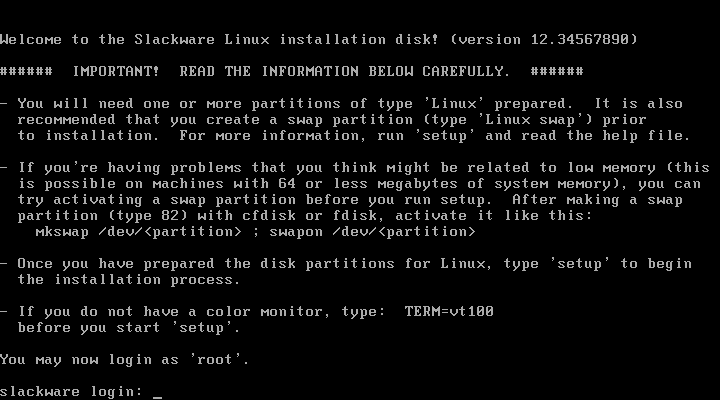 Welcome to the Slackware Linux installation disk! (version 12.34567890)
######  IMPORTANT!  READ THE INFORMATION BELOW CAREFULLY.  ######
- You will need one or more partitions of type 'Linux' prepared.  It is also
recommended that you create a swap partition (type 'Linux swap') prior
to installation.  For more information, run 'setup' and read the help file.
- If you're having problems that you think might be related to low memory (this
is possible on machines with 64 or less megabytes of system memory), you can
try activating a swap partition before you run setup.  After making a swap
partition (type 82) with cfdisk or fdisk, activate it like this:
mkswap /dev/<partition> ; swapon /dev/<partition>
- Once you have prepared the disk partitions for Linux, type 'setup' to begin
the installation process.
- If you do not have a color monitor, type:  TERM=vt100
before you start 'setup'.
You may now login as 'root'.
slackware login: _